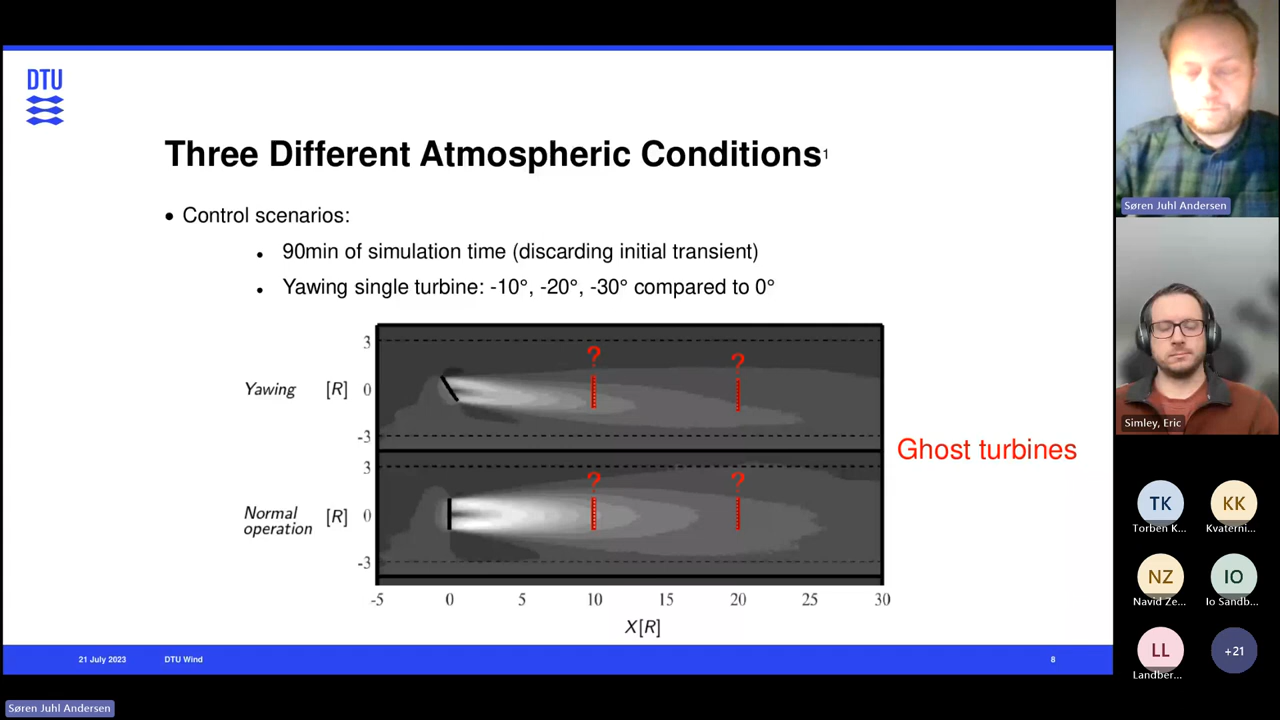 DTU
Three Different Atmospheric Conditions1
• Control scenarios:
• 90min of simulation time (discarding initial transient)
• Yawing single turbine: -10°, -20°, -30° compared to 0°
3
? ?
Yawing [R] 0
-3
3
? ?
Normal operation [R] 0
-3
Ghost turbines
-5 0 5 10 15 20 25 30
X[R]
21 July 2023 DTU Wind 8
Søren Juhl Andersen
Søren Juhl Andersen
Simley, Eric
TK KK
Torben K... Kvaterni...
NZ IO
Navid Ze... Io Sandb...
LL +21
Landber...